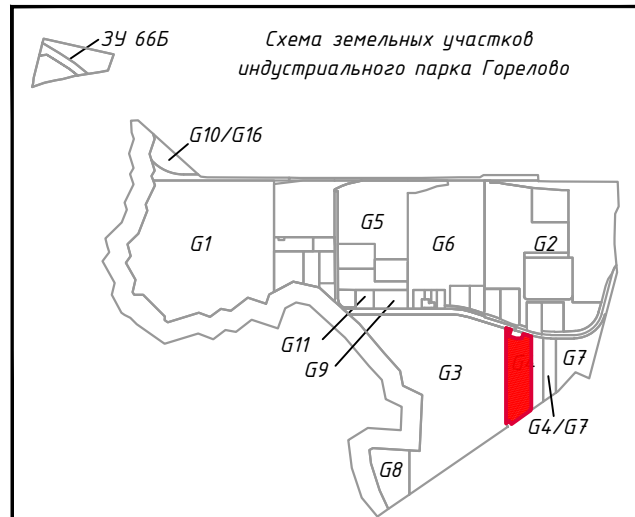 ЗУ 66Б
Схема земельных участков
индустриального парка Горелово
G10/G16
G5
G1
G6
G2
G11
G9
G3
G4
G7
G4/G7
G8